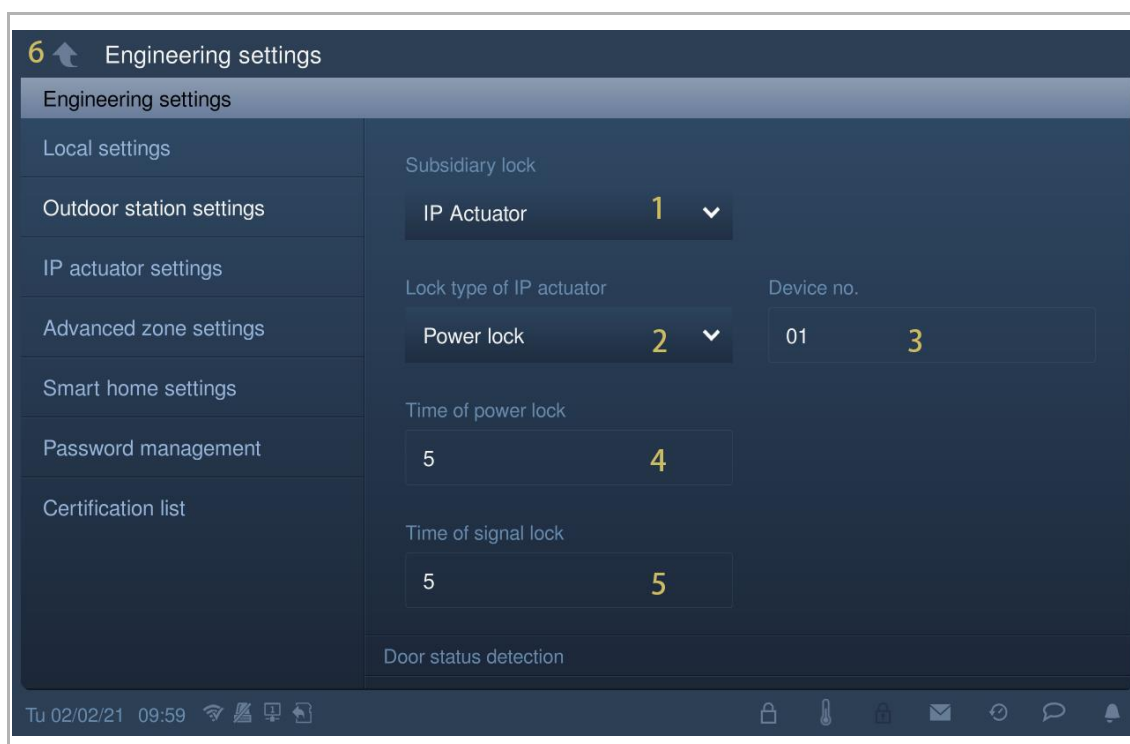 6 Engineering settings
Engineering settings
Local settings
Outdoor station settings
IP actuator settings
Advanced zone settings
Smart home settings
Password management
Certification list
Subsidiary lock
IP Actuator 1
Lock type of IP actuator Device no.
Power lock 2 01 3
Time of power lock
5 4
Time of signal lock
5 5
Door status detection
Tu 02/02/21 09:59